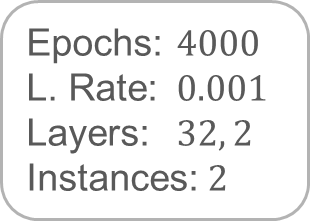 Epochs: 4000
L. Rate: 0.001
Layers: 32, 2
Instances: 2